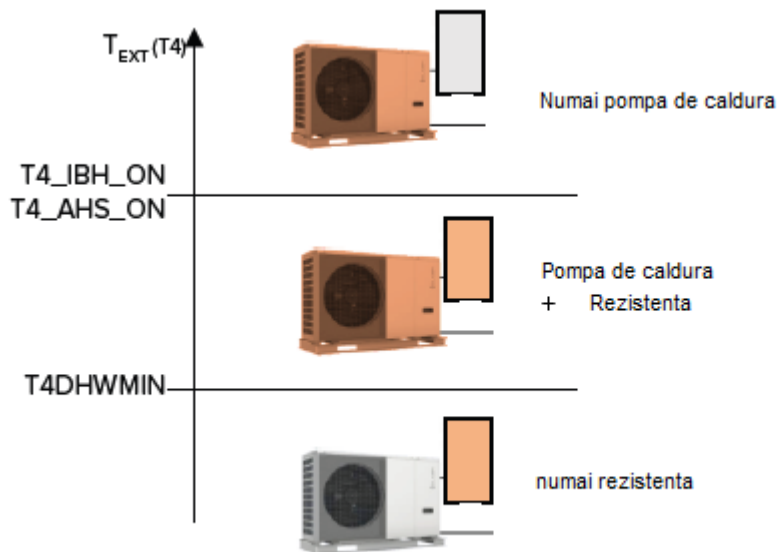 T_EXT (T4)
Numai pompa de caldura
T4_IBH_ON
T4_AHS_ON
Pompa de caldura
+ Rezistenta
T4DHWMIN
numai rezistenta